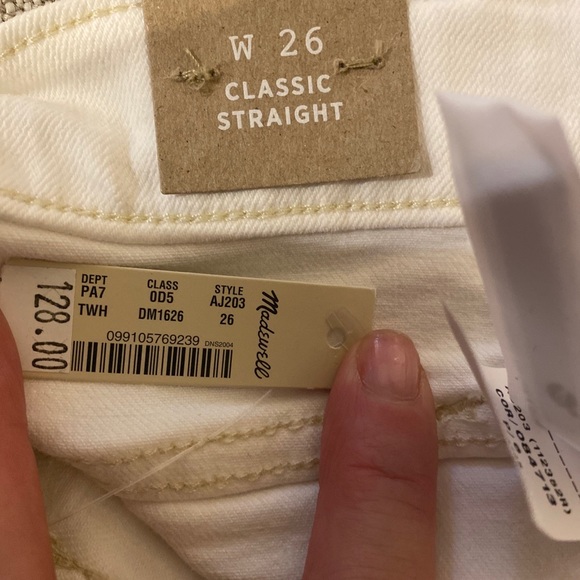 W 26
CLASSIC
STRAIGHT
DEPT CLASS STYLE
PA7 0D5 AJ203
TWH DM1626 26
099105769239 DNS2004
128.00
Madewell